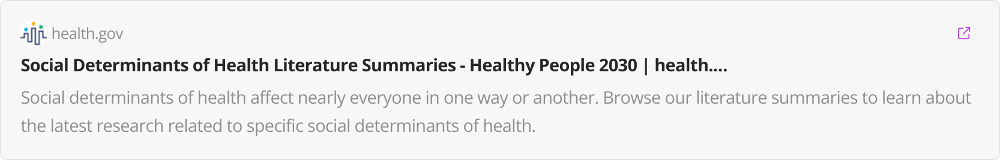 health.gov
Social Determinants of Health Literature Summaries - Healthy People 2030 | health....
Social determinants of health affect nearly everyone in one way or another. Browse our literature summaries to learn about
the latest research related to specific social determinants of health.